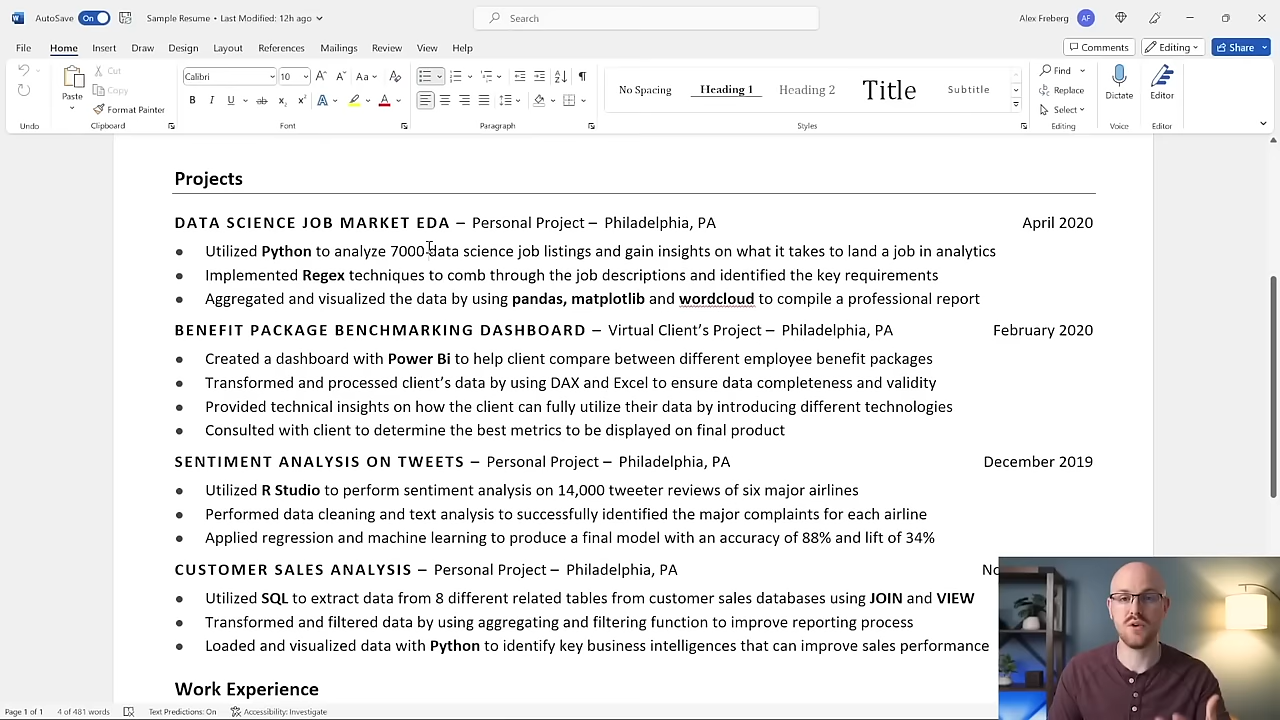 AutoSave On Sample Resume • Last Modified: 12h ago Search Alex Freberg AF
File Home Insert Draw Design Layout References Mailings Review View Help Comments Editing Share
Paste Cut Copy Format Painter
Calibri 10
No Spacing Heading 1 Heading 2 Title Subtitle
Find Replace Select Dictate Editor
Undo Clipboard Font Paragraph Styles Editing Voice Editor
Projects
DATA SCIENCE JOB MARKET EDA – Personal Project – Philadelphia, PA April 2020
● Utilized Python to analyze 7000 data science job listings and gain insights on what it takes to land a job in analytics
● Implemented Regex techniques to comb through the job descriptions and identified the key requirements
● Aggregated and visualized the data by using pandas, matplotlib and wordcloud to compile a professional report
BENEFIT PACKAGE BENCHMARKING DASHBOARD – Virtual Client's Project – Philadelphia, PA February 2020
● Created a dashboard with Power Bi to help client compare between different employee benefit packages
● Transformed and processed client's data by using DAX and Excel to ensure data completeness and validity
● Provided technical insights on how the client can fully utilize their data by introducing different technologies
● Consulted with client to determine the best metrics to be displayed on final product
SENTIMENT ANALYSIS ON TWEETS – Personal Project – Philadelphia, PA December 2019
● Utilized R Studio to perform sentiment analysis on 14,000 tweeter reviews of six major airlines
● Performed data cleaning and text analysis to successfully identified the major complaints for each airline
● Applied regression and machine learning to produce a final model with an accuracy of 88% and lift of 34%
CUSTOMER SALES ANALYSIS – Personal Project – Philadelphia, PA
● Utilized SQL to extract data from 8 different related tables from customer sales databases using JOIN and VIEW
● Transformed and filtered data by using aggregating and filtering function to improve reporting process
● Loaded and visualized data with Python to identify key business intelligences that can improve sales performance
Work Experience
Page 1 of 1 4 of 481 words Text Predictions: On Accessibility: Investigate